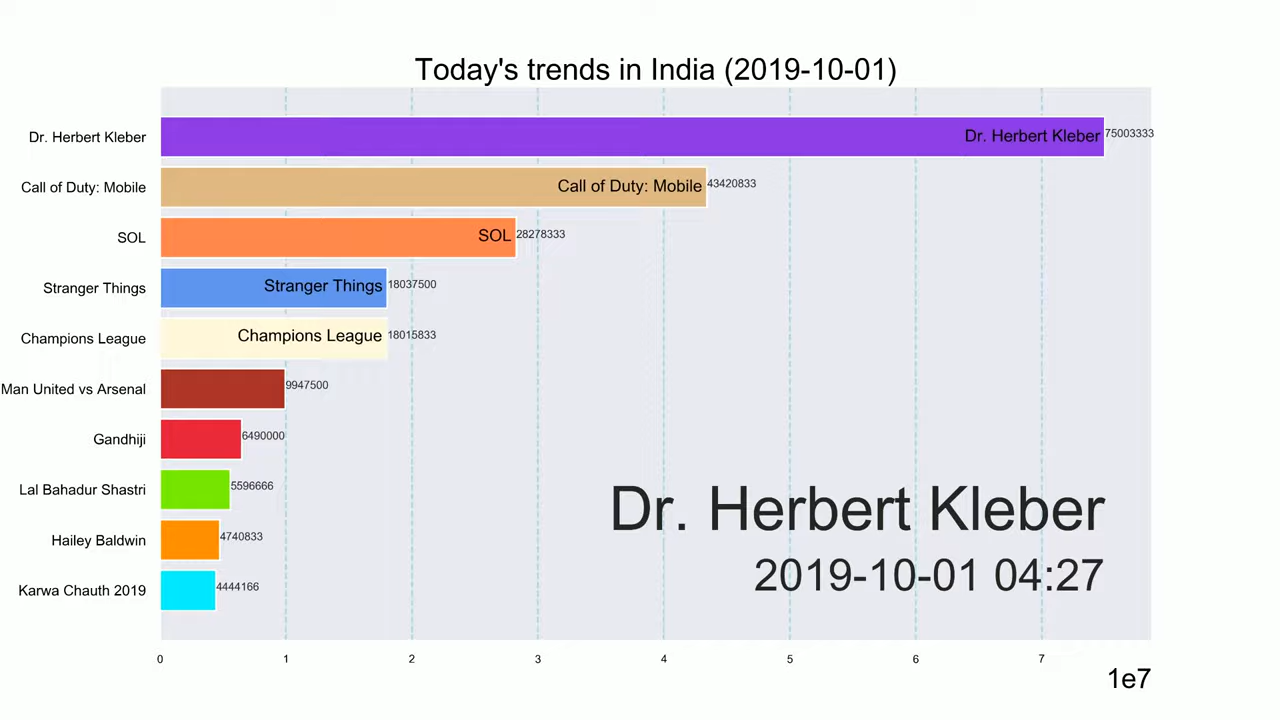 Today's trends in India (2019-10-01)
Dr. Herbert Kleber Dr. Herbert Kleber 75003333
Call of Duty: Mobile Call of Duty: Mobile 43420833
SOL SOL 28278333
Stranger Things Stranger Things 18037500
Champions League Champions League 18015833
Man United vs Arsenal 9947500
Gandhiji 6490000
Lal Bahadur Shastri 5596666
Dr. Herbert Kleber
Hailey Baldwin 4740833
2019-10-01 04:27
Karwa Chauth 2019 4444166
0 1 2 3 4 5 6 7
1e7